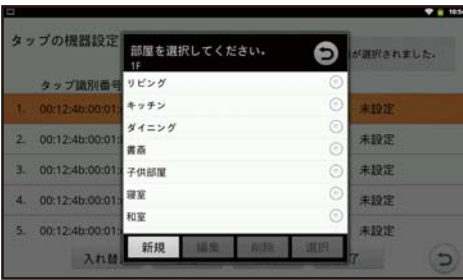 10:5
タップの機器設定
が選択されました。
部屋を選択してください。
1F
タップ識別番号
リビング
キッチン
ダイニング
書斎
子供部屋
寝室
和室
1. 00:12:4b:00:01: 未設定
2. 00:12:4b:00:01: 未設定
3. 00:12:4b:00:01: 未設定
4. 00:12:4b:00:01: 未設定
5. 00:12:4b:00:01: 未設定
新規 編集 削除 選択
入れ替 了